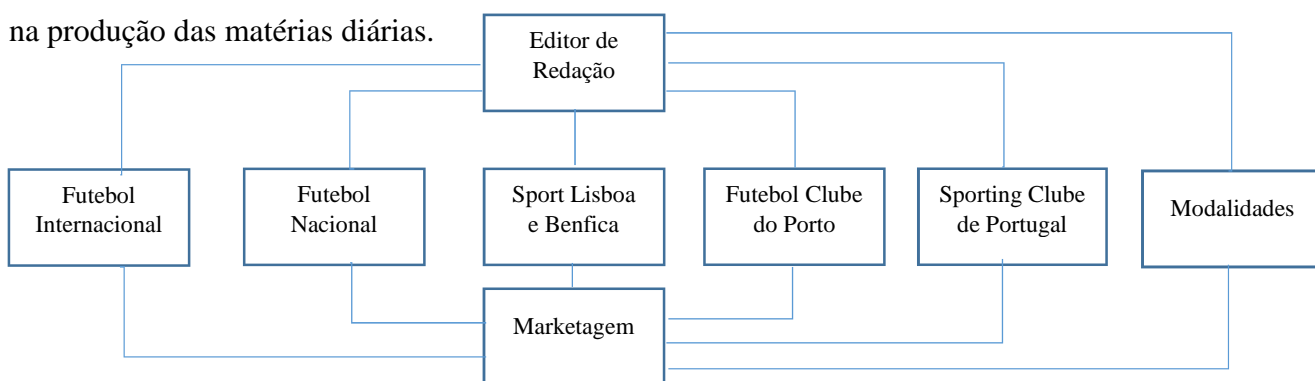 na produção das matérias diárias.
Editor de
Redação
Futebol
Internacional
Futebol
Nacional
Sport Lisboa
e Benfica
Futebol Clube
do Porto
Sporting Clube
de Portugal
Modalidades
Marketagem